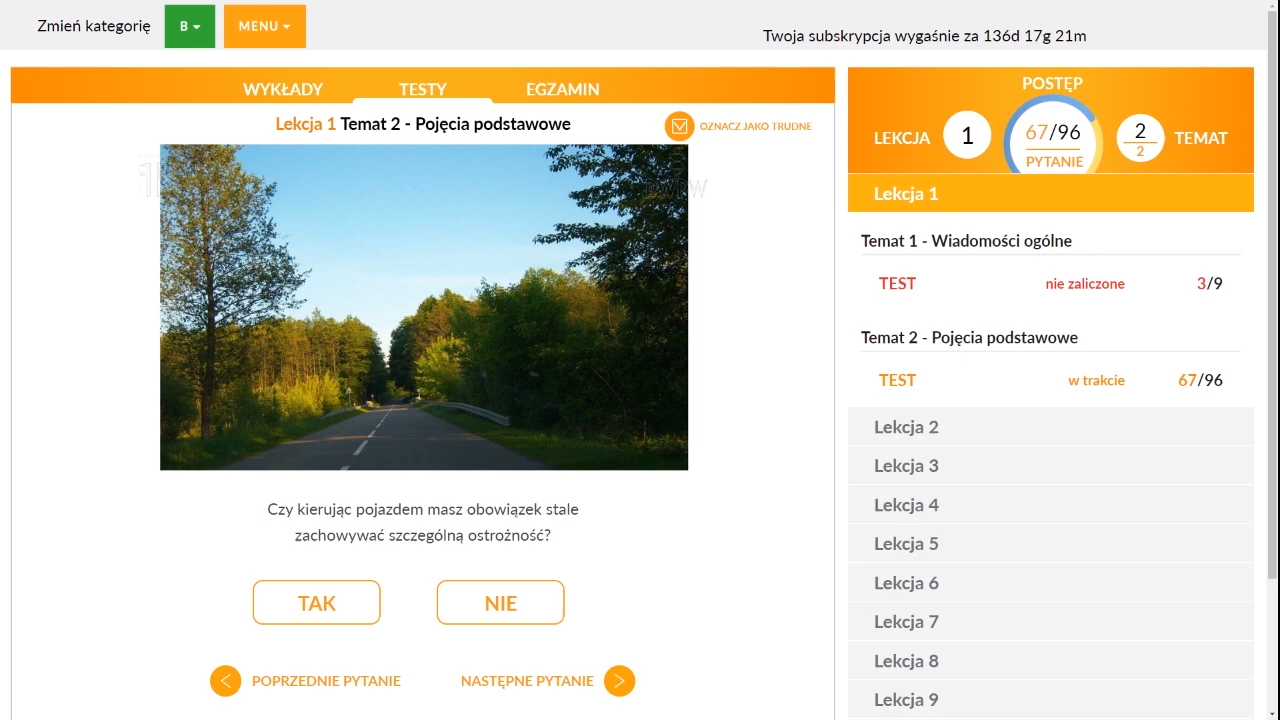 Zmień kategorię
B
MENU
Twoja subskrypcja wygaśnie za 136d 17g 21m
WYKŁADY TESTY EGZAMIN
Lekcja 1 Temat 2 - Pojęcia podstawowe
OZNACZ JAKO TRUDNE
Czy kierując pojazdem masz obowiązek stale
zachowywać szczególną ostrożność?
TAK NIE
POPRZEDNIE PYTANIE NASTĘPNE PYTANIE
POSTĘP
LEKCJA 1
67/96
PYTANIE
2
2
TEMAT
Lekcja 1
Temat 1 - Wiadomości ogólne
TEST nie zaliczone 3/9
Temat 2 - Pojęcia podstawowe
TEST w trakcie 67/96
Lekcja 2
Lekcja 3
Lekcja 4
Lekcja 5
Lekcja 6
Lekcja 7
Lekcja 8
Lekcja 9